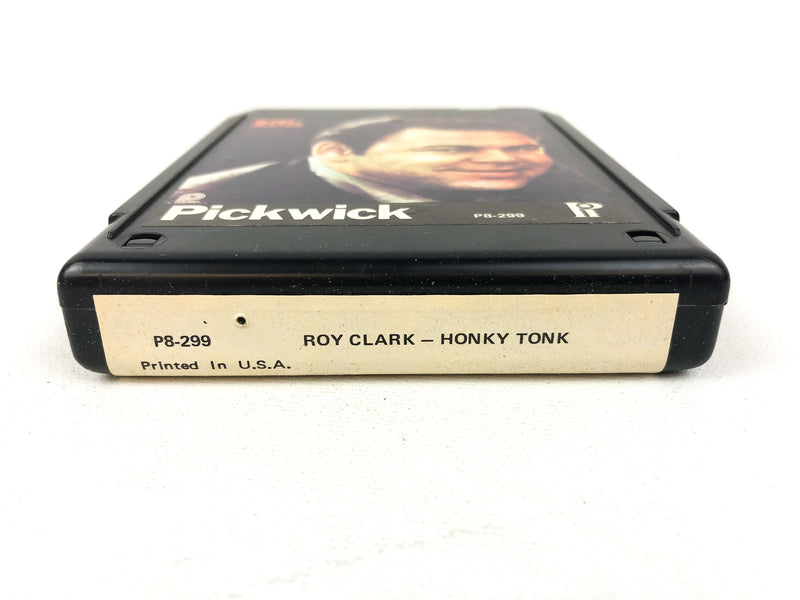 Pickwick P8-299
P8-299 ROY CLARK – HONKY TONK
Printed In U.S.A.